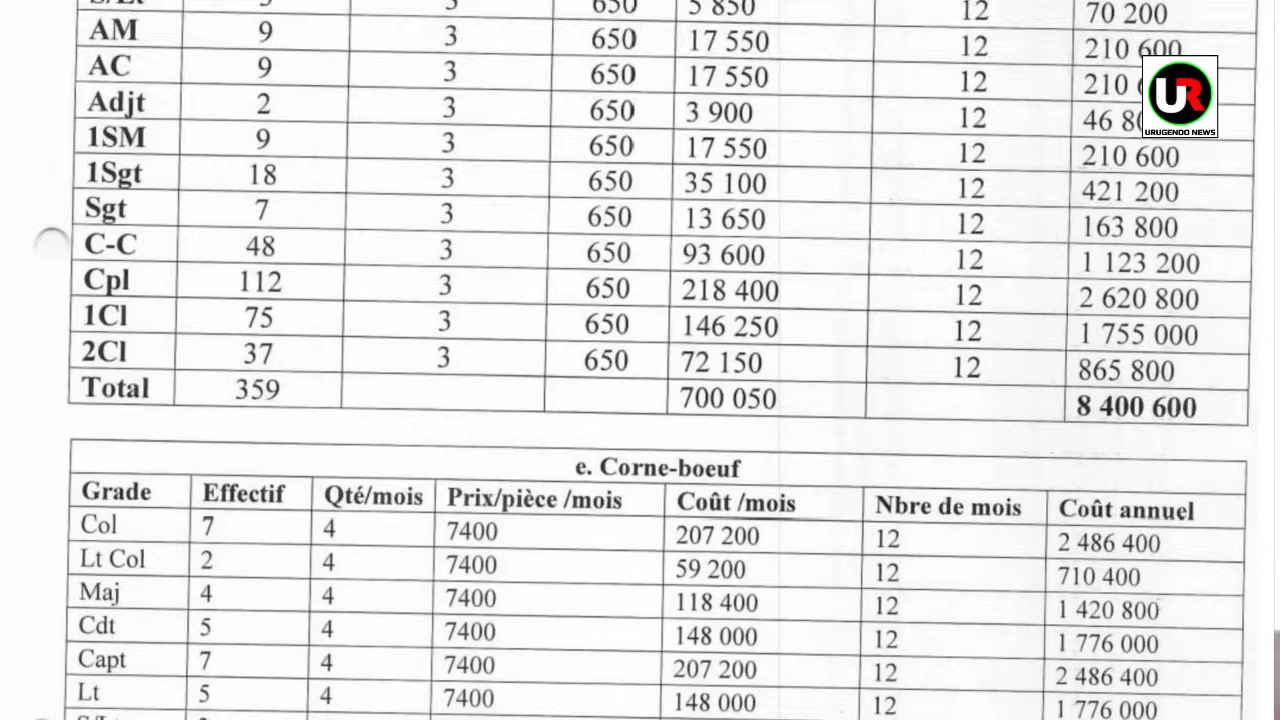 S/Lt 3 3 650 5 850 12 70 200
AM 9 3 650 17 550 12 210 600
AC 9 3 650 17 550 12 210
Adjt 2 3 650 3 900 12 46
1SM 9 3 650 17 550 12 210 600
1Sgt 18 3 650 35 100 12 421 200
Sgt 7 3 650 13 650 12 163 800
C-C 48 3 650 93 600 12 1 123 200
Cpl 112 3 650 218 400 12 2 620 800
1Cl 75 3 650 146 250 12 1 755 000
2Cl 37 3 650 72 150 12 865 800
Total 359 700 050 8 400 600
UR
URUGENDO NEWS
e. Corne-boeuf
Grade Effectif Qté/mois Prix/pièce /mois Coût /mois Nbre de mois Coût annuel
Col 7 4 7400 207 200 12 2 486 400
Lt Col 2 4 7400 59 200 12 710 400
Maj 4 4 7400 118 400 12 1 420 800
Cdt 5 4 7400 148 000 12 1 776 000
Capt 7 4 7400 207 200 12 2 486 400
Lt 5 4 7400 148 000 12 1 776 000